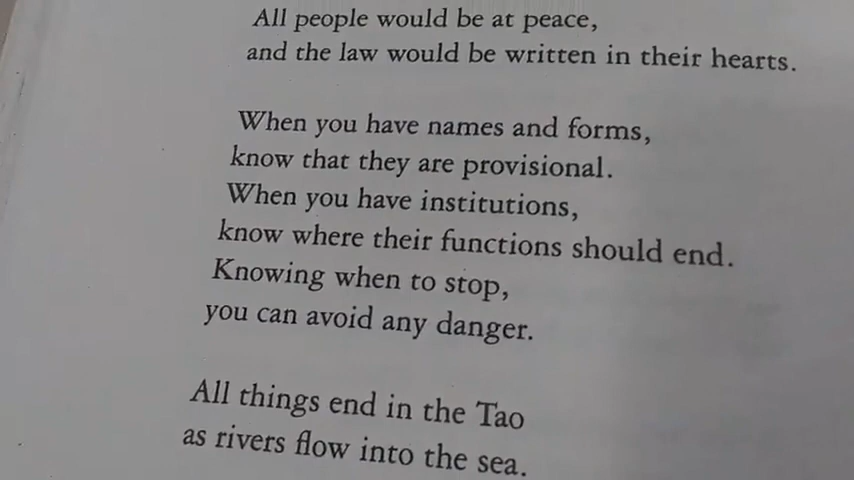 All people would be at peace,
and the law would be written in their hearts.
When you have names and forms,
know that they are provisional.
When you have institutions,
know where their functions should end.
Knowing when to stop,
you can avoid any danger.
All things end in the Tao
as rivers flow into the sea.